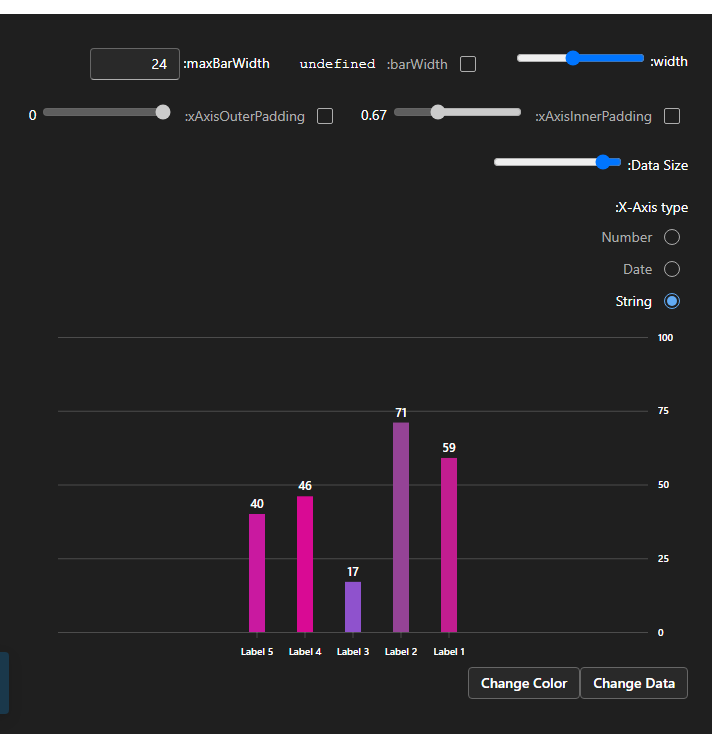 :width
:barWidth undefined
:maxBarWidth 24
:xAxisInnerPadding 0.67
:xAxisOuterPadding 0
:Data Size
:X-Axis type
Number
Date
String
100
75
50
25
0
59
71
17
46
40
Label 1
Label 2
Label 3
Label 4
Label 5
Change Data
Change Color